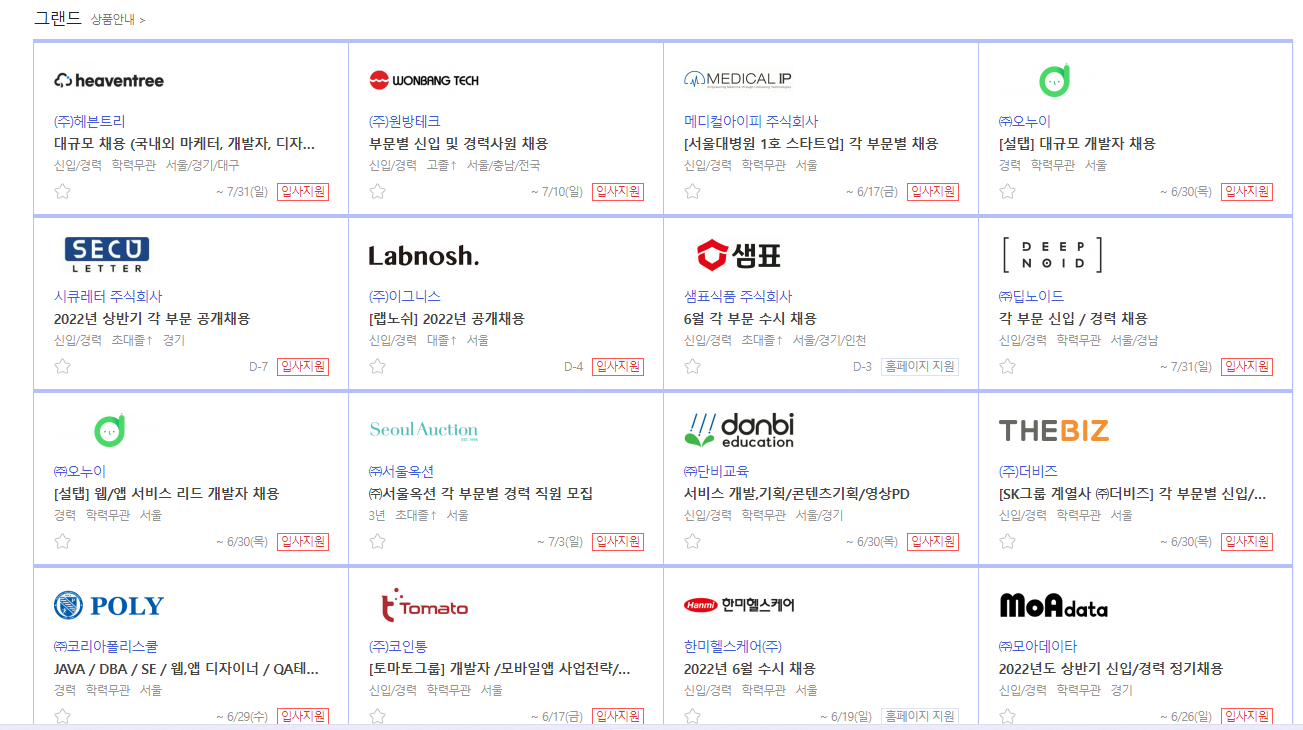 그랜드 상품안내 >
heaventree
(주)헤븐트리
대규모 채용 (국내외 마케터, 개발자, 디자...
신입/경력 학력무관 서울/경기/대구
~ 7/31(일) 입사지원
WONBANG TECH
(주)원방테크
부문별 신입 및 경력사원 채용
신입/경력 고졸↑ 서울/충남/전국
~ 7/10(일) 입사지원
MEDICAL IP
메디컬아이피 주식회사
[서울대병원 1호 스타트업] 각 부문별 채용
신입/경력 학력무관 서울
~ 6/17(금) 입사지원
㈜오누이
[설탭] 대규모 개발자 채용
경력 학력무관 서울
~ 6/30(목) 입사지원
SECU
LETTER
시큐레터 주식회사
2022년 상반기 각 부문 공개채용
신입/경력 초대졸↑ 경기
D-7 입사지원
Labnosh.
(주)이그니스
[랩노쉬] 2022년 공개채용
신입/경력 대졸↑ 서울
D-4 입사지원
샘표
샘표식품 주식회사
6월 각 부문 수시 채용
신입/경력 초대졸↑ 서울/경기/인천
D-3 홈페이지 지원
DEEP
NOID
㈜딥노이드
각 부문 신입 / 경력 채용
신입/경력 학력무관 서울/경남
~ 7/31(일) 입사지원
㈜오누이
[설탭] 웹/앱 서비스 리드 개발자 채용
경력 학력무관 서울
~ 6/30(목) 입사지원
Seoul Auction
㈜서울옥션
㈜서울옥션 각 부문별 경력 직원 모집
3년 초대졸↑ 서울
~ 7/3(일) 입사지원
danbi
education
㈜단비교육
서비스 개발,기획/콘텐츠기획/영상PD
신입/경력 학력무관 서울/경기
~ 6/30(목) 입사지원
THEBIZ
(주)더비즈
[SK그룹 계열사 ㈜더비즈] 각 부문별 신입/...
신입/경력 학력무관 서울
~ 6/30(목) 입사지원
POLY
㈜코리아폴리스쿨
JAVA / DBA / SE / 웹,앱 디자이너 / QA테...
경력 학력무관 서울
~ 6/29(수) 입사지원
Tomato
(주)코인통
[토마토그룹] 개발자 /모바일앱 사업전략/...
신입/경력 학력무관 서울
~ 6/17(금) 입사지원
Hanmi 한미헬스케어
한미헬스케어(주)
2022년 6월 수시 채용
신입/경력 학력무관 서울
~ 6/19(일) 홈페이지 지원
MOAdata
㈜모아데이타
2022년도 상반기 신입/경력 정기채용
신입/경력 학력무관 경기
~ 6/26(일) 입사지원